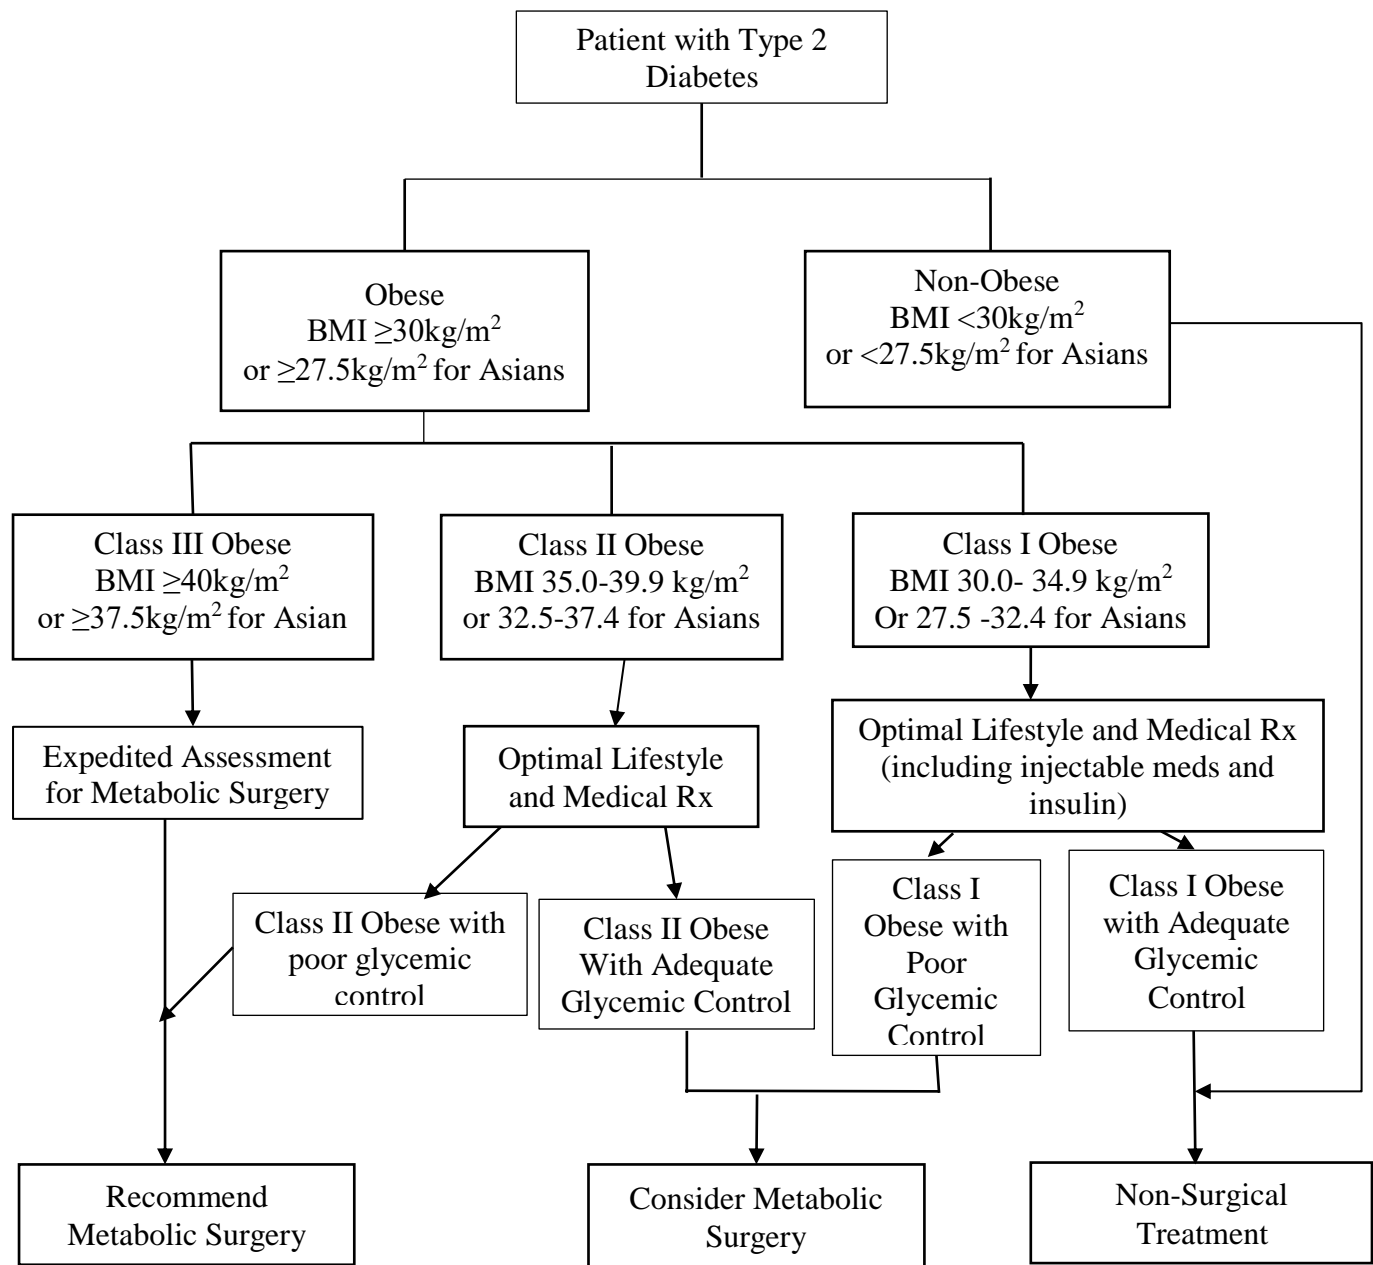 Patient with Type 2
Diabetes
Obese
BMI ≥30kg/m²
or ≥27.5kg/m² for Asians
Non-Obese
BMI <30kg/m²
or <27.5kg/m² for Asians
Class III Obese
BMI ≥40kg/m²
or ≥37.5kg/m² for Asian
Class II Obese
BMI 35.0-39.9 kg/m²
or 32.5-37.4 for Asians
Class I Obese
BMI 30.0- 34.9 kg/m²
Or 27.5 -32.4 for Asians
Expedited Assessment
for Metabolic Surgery
Optimal Lifestyle
and Medical Rx
Optimal Lifestyle and Medical Rx
(including injectable meds and
insulin)
Class II Obese with
poor glycemic
control
Class II Obese
With Adequate
Glycemic Control
Class I
Obese with
Poor
Glycemic
Control
Class I Obese
with Adequate
Glycemic
Control
Recommend
Metabolic Surgery
Consider Metabolic
Surgery
Non-Surgical
Treatment